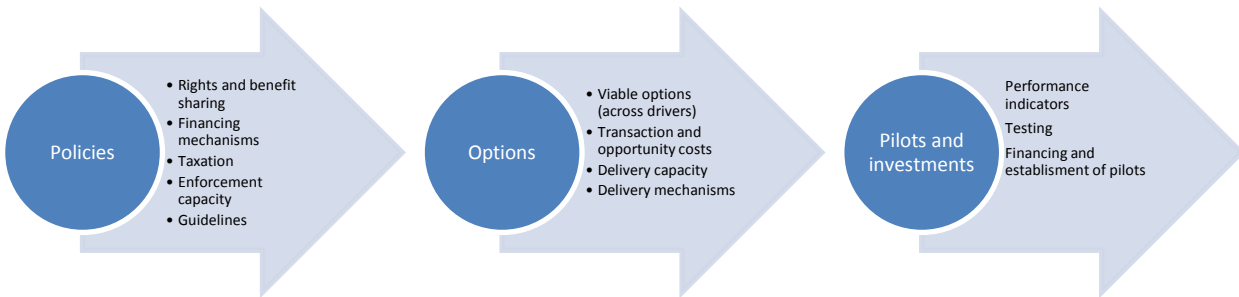 Policies
• Rights and benefit
sharing
• Financing
mechanisms
• Taxation
• Enforcement
capacity
• Guidelines
Options
• Viable options
(across drivers)
• Transaction and
opportunity costs
• Delivery capacity
• Delivery mechanisms
Pilots and
investments
Performance
indicators
Testing
Financing and
establisment of pilots